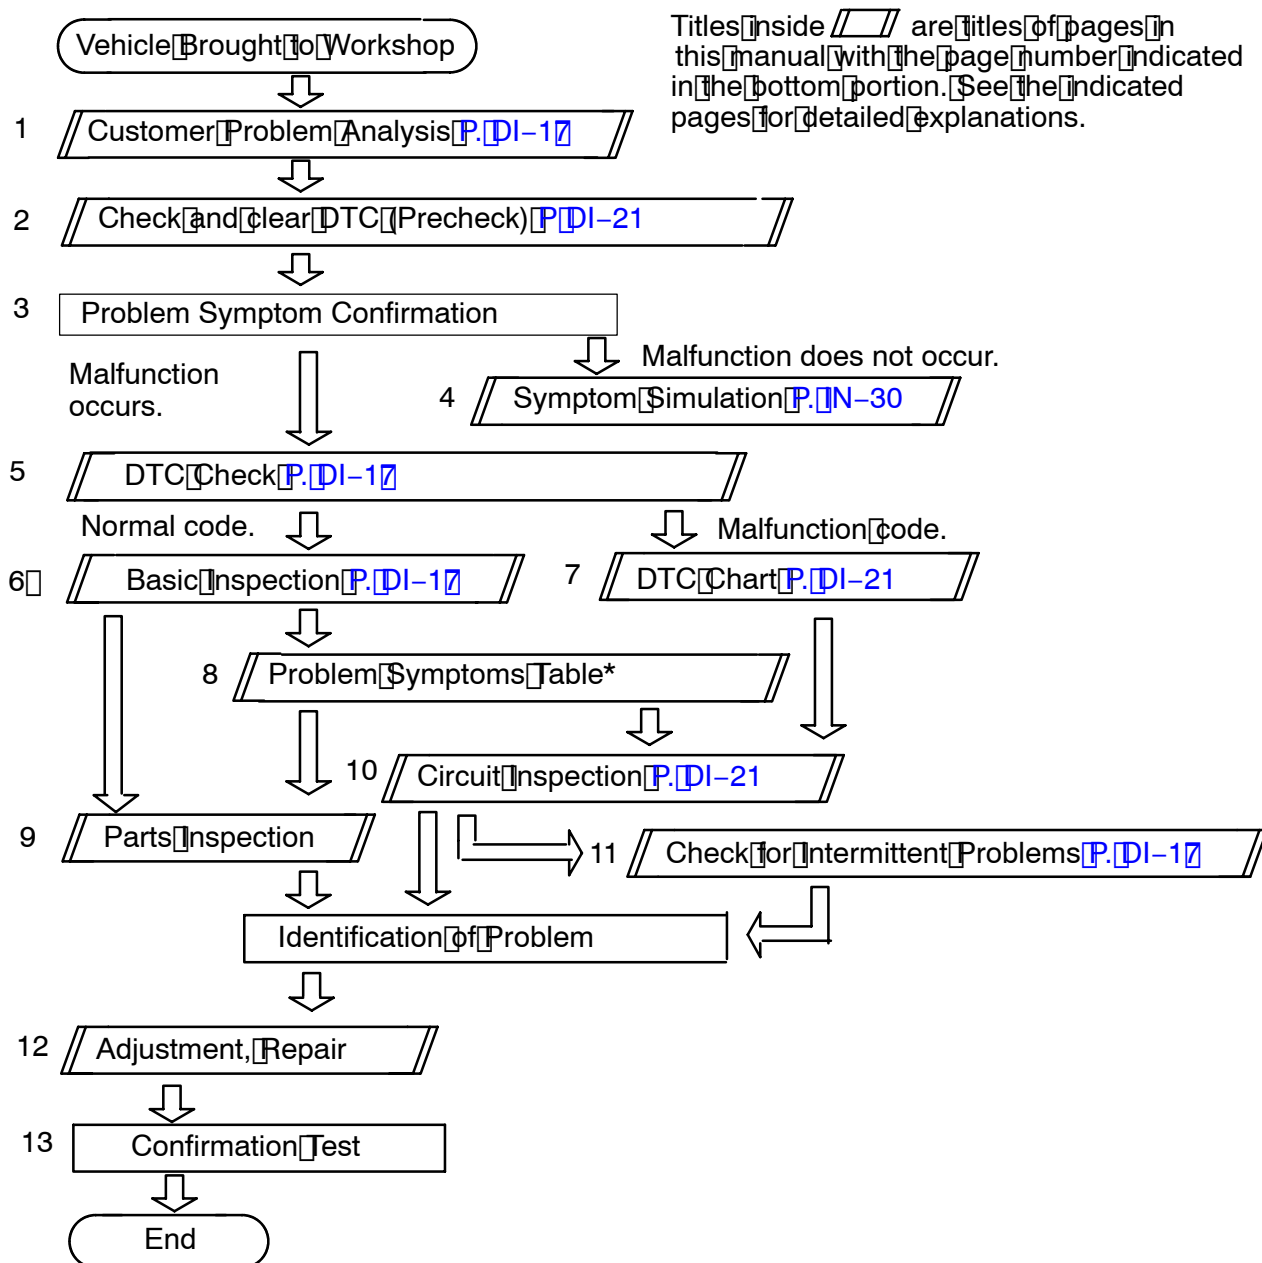 Vehicle Brought to Workshop
Titles inside are titles of pages in
this manual with the page number indicated
in the bottom portion. See the indicated
pages for detailed explanations.
1
Customer Problem Analysis P. DI–17
2
Check and clear DTC (Precheck) P DI–21
3
Problem Symptom Confirmation
Malfunction
occurs.
Malfunction does not occur.
4
Symptom Simulation P. IN–30
5
DTC Check P. DI–17
Normal code.
Malfunction code.
6
Basic Inspection P. DI–17
7
DTC Chart P. DI–21
8
Problem Symptoms Table*
10
Circuit Inspection P. DI–21
9
Parts Inspection
11
Check for Intermittent Problems P. DI–17
Identification of Problem
12
Adjustment, Repair
13
Confirmation Test
End